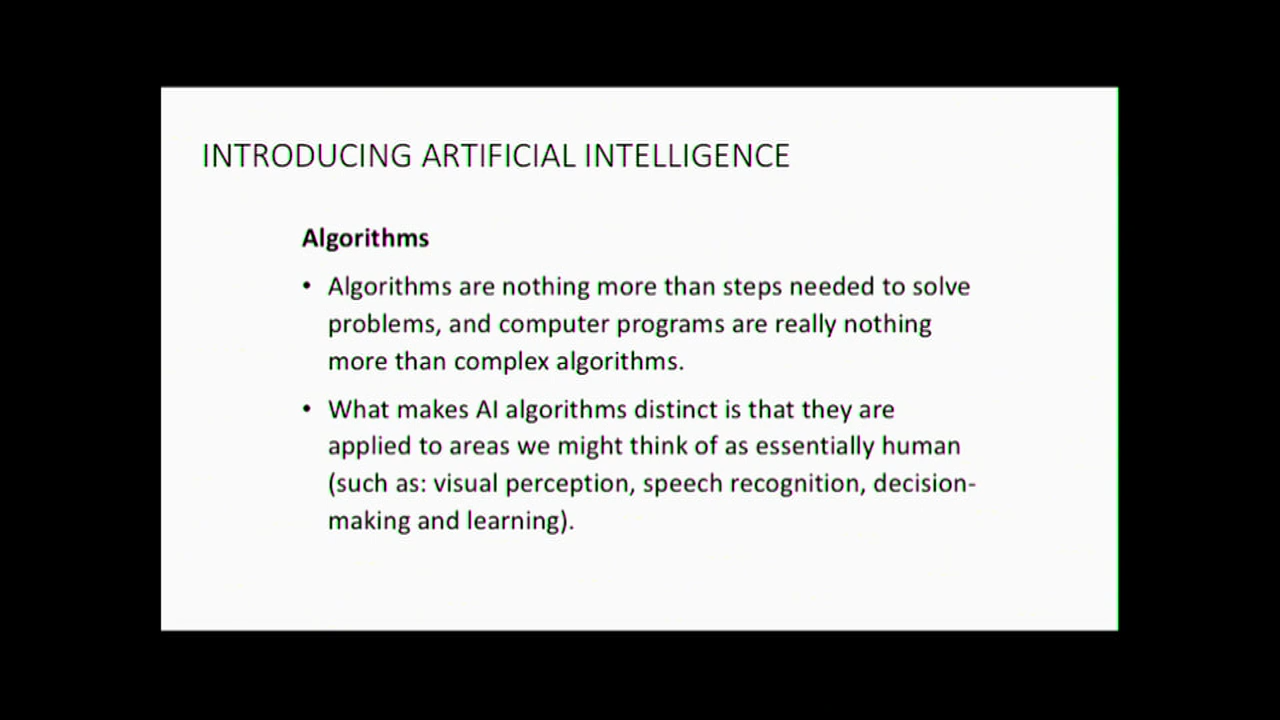 INTRODUCING ARTIFICIAL INTELLIGENCE
Algorithms
• Algorithms are nothing more than steps needed to solve
problems, and computer programs are really nothing
more than complex algorithms.
• What makes AI algorithms distinct is that they are
applied to areas we might think of as essentially human
(such as: visual perception, speech recognition, decision-
making and learning).